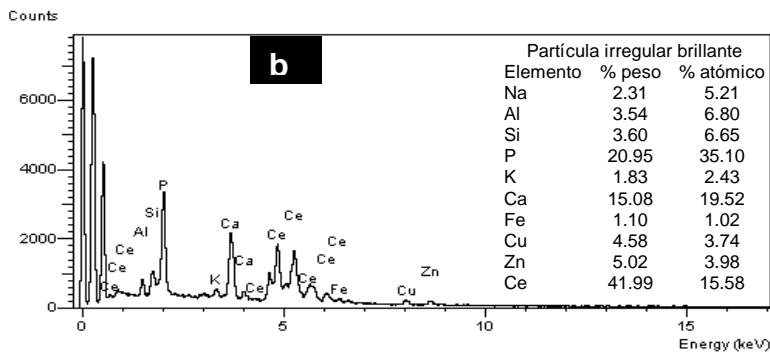 Counts
b
Partícula irregular brillante
Elemento % peso % atómico
Na 2.31 5.21
Al 3.54 6.80
Si 3.60 6.65
P 20.95 35.10
K 1.83 2.43
Ca 15.08 19.52
Fe 1.10 1.02
Cu 4.58 3.74
Zn 5.02 3.98
Ce 41.99 15.58
6000
4000
2000
0
P
Si
Al
Ce
Ce
Ce
K
Ca
Ca
Ce
Ce
Ce
Ce
Ce
Ce
Fe
Cu
Zn
0 5 10 15
Energy (keV)